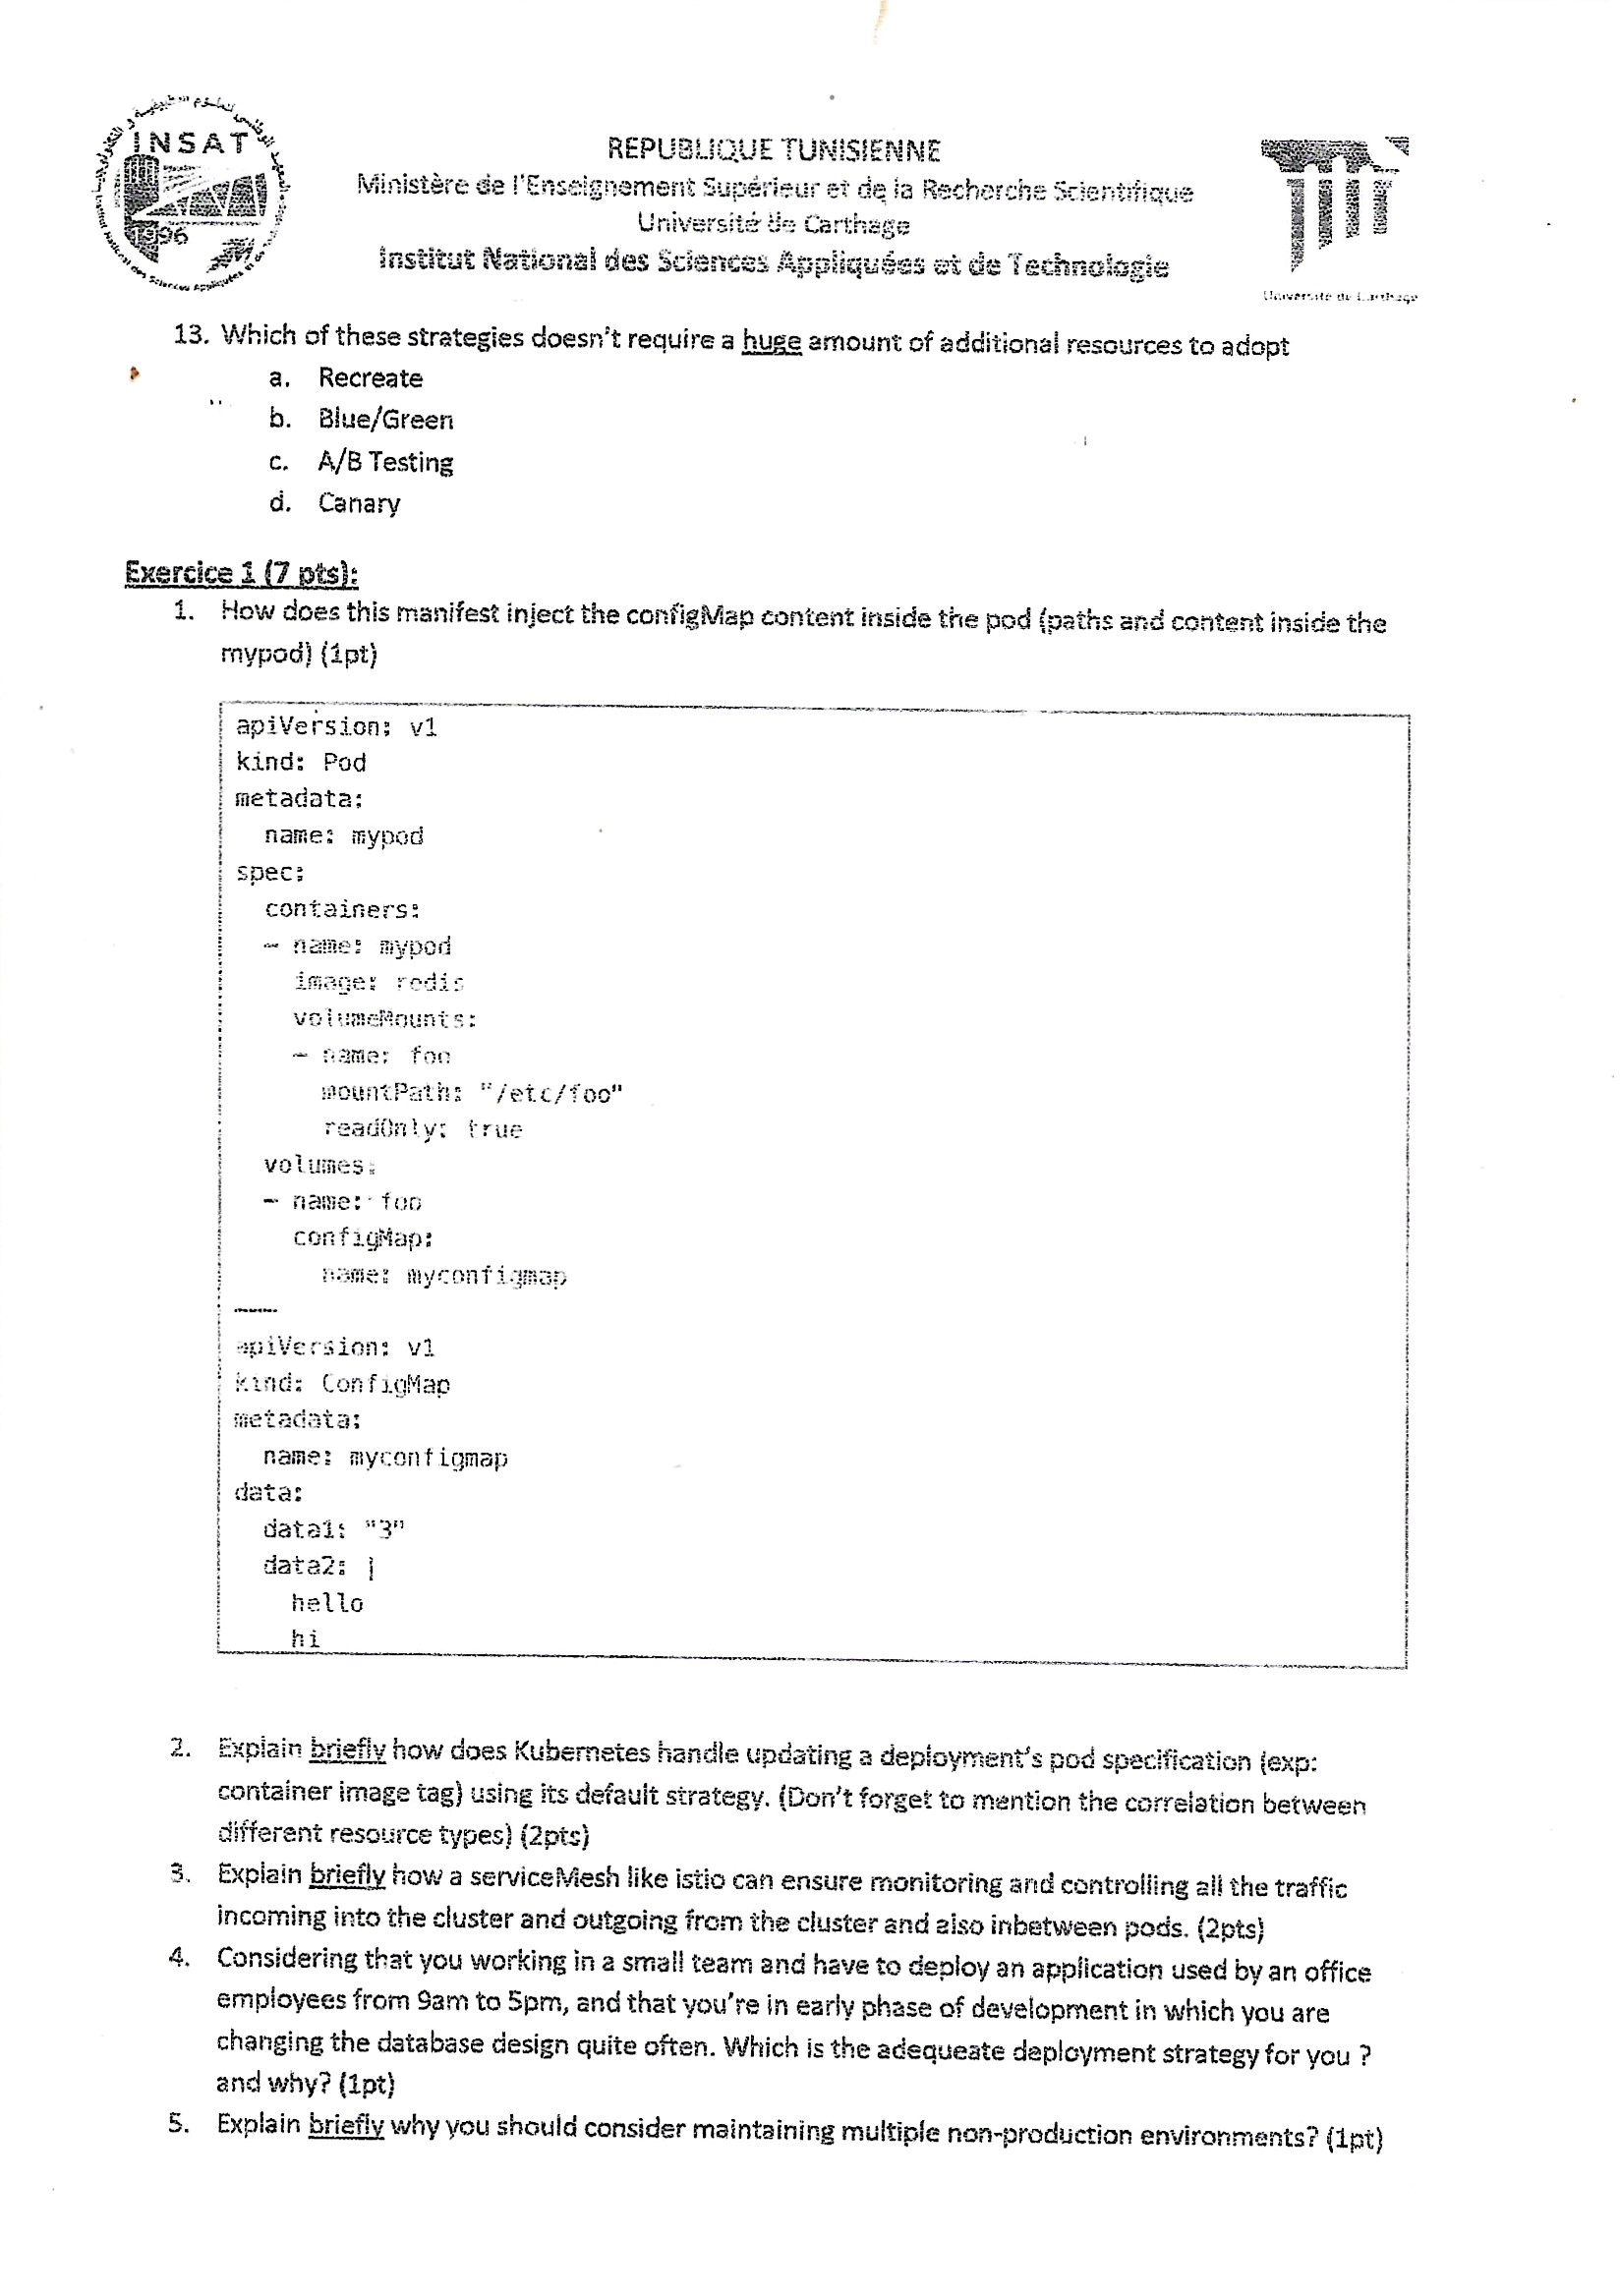 INSAT
1996
REPUBLIQUE TUNISIENNE
Ministère de l'Enseignement Supérieur et de la Recherche Scientifique
Université de Carthage
Institut National des Sciences Appliquées et de Technologie
Université de Carthage
13. Which of these strategies doesn't require a huge amount of additional resources to adopt
a. Recreate
b. Blue/Green
c. A/B Testing
d. Canary
Exercice 1 (7 pts):
1. How does this manifest inject the configMap content inside the pod (paths and content inside the
mypod) (1pt)
apiVersion: v1
kind: Pod
metadata:
  name: mypod
spec:
  containers:
  - name: mypod
    image: redis
    volumeMounts:
    - name: foo
      mountPath: "/etc/foo"
      readOnly: true
  volumes:
  - name: foo
    configMap:
      name: myconfigmap
---
apiVersion: v1
kind: ConfigMap
metadata:
  name: myconfigmap
data:
  data1: "3"
  data2: |
    hello
    hi
2. Explain briefly how does Kubernetes handle updating a deployment's pod specification (exp:
container image tag) using its default strategy. (Don't forget to mention the correlation between
different resource types) (2pts)
3. Explain briefly how a serviceMesh like istio can ensure monitoring and controlling all the traffic
incoming into the cluster and outgoing from the cluster and also inbetween pods. (2pts)
4. Considering that you working in a small team and have to deploy an application used by an office
employees from 9am to 5pm, and that you're in early phase of development in which you are
changing the database design quite often. Which is the adequeate deployment strategy for you ?
and why? (1pt)
5. Explain briefly why you should consider maintaining multiple non-production environments? (1pt)